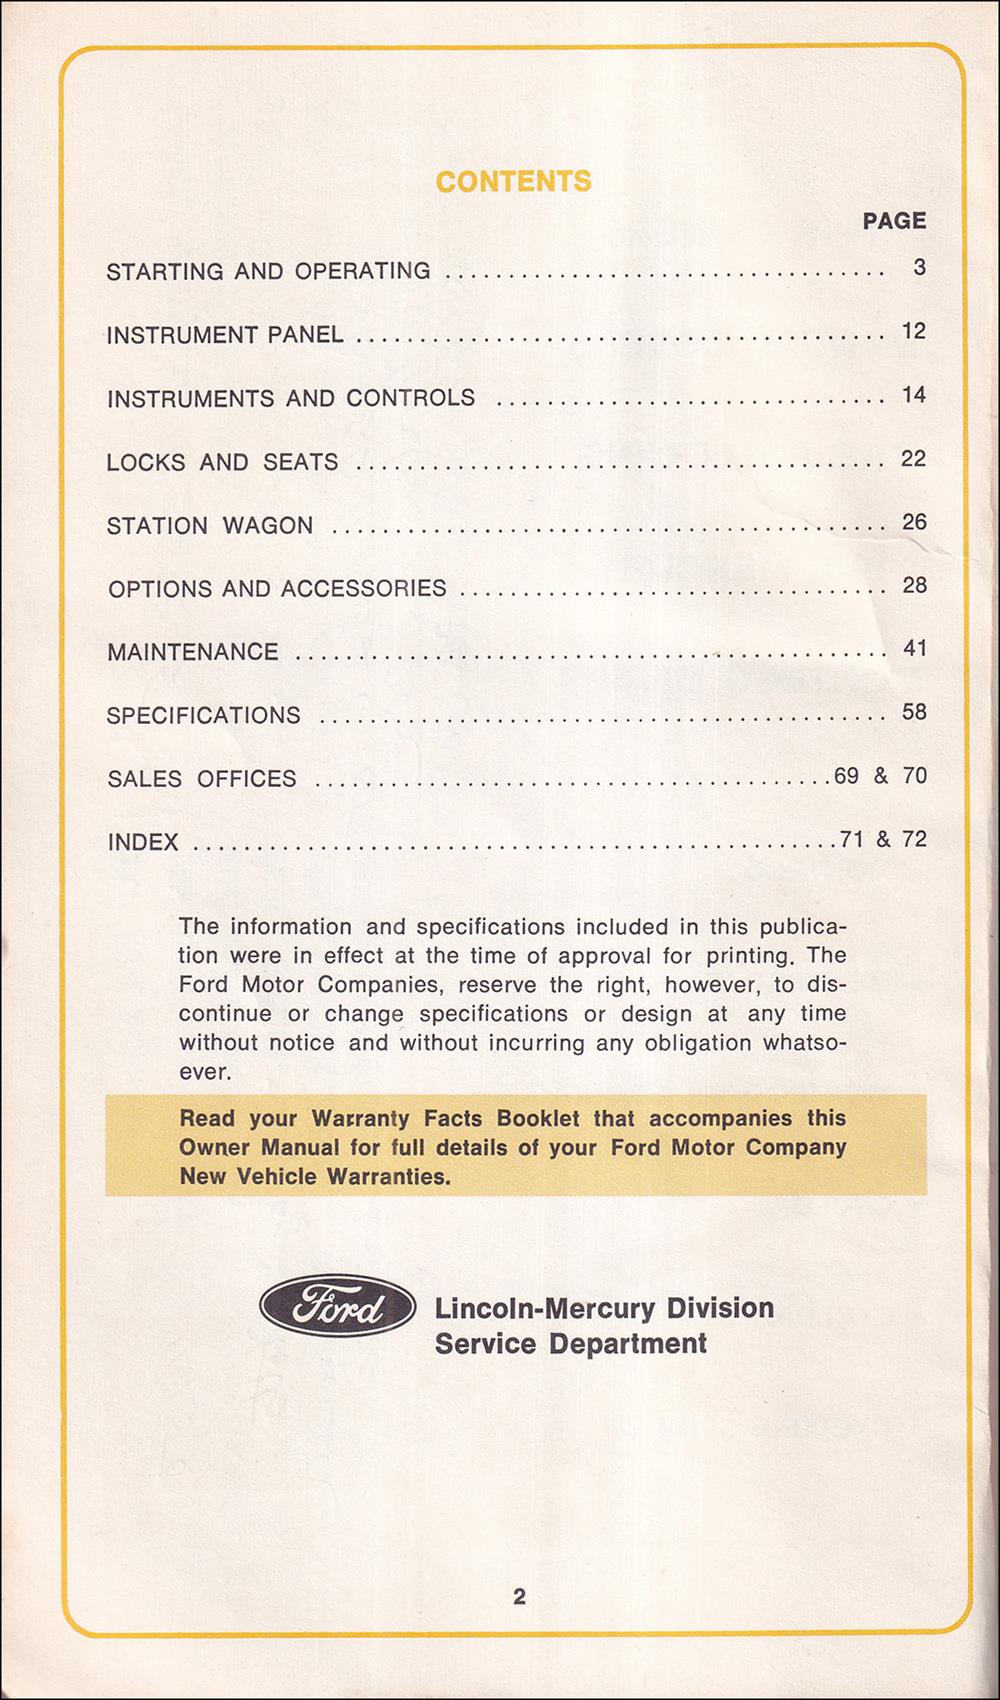 CONTENTS
PAGE
STARTING AND OPERATING ................................... 3
INSTRUMENT PANEL .......................................... 12
INSTRUMENTS AND CONTROLS ............................... 14
LOCKS AND SEATS .......................................... 22
STATION WAGON ............................................ 26
OPTIONS AND ACCESSORIES .................................. 28
MAINTENANCE ............................................... 41
SPECIFICATIONS ............................................. 58
SALES OFFICES .........................................69 & 70
INDEX ...................................................71 & 72
The information and specifications included in this publica-
tion were in effect at the time of approval for printing. The
Ford Motor Companies, reserve the right, however, to dis-
continue or change specifications or design at any time
without notice and without incurring any obligation whatso-
ever.
Read your Warranty Facts Booklet that accompanies this
Owner Manual for full details of your Ford Motor Company
New Vehicle Warranties.
Ford
Lincoln-Mercury Division
Service Department
2